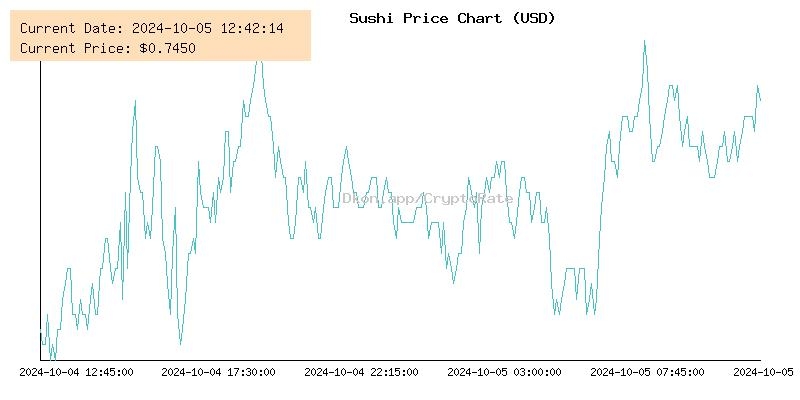 Sushi Price Chart (USD)
Current Date: 2024-10-05 12:42:14
Current Price: $0.7450
Dkon.app/CryptoRate
2024-10-04 12:45:00 2024-10-04 17:30:00 2024-10-04 22:15:00 2024-10-05 03:00:00 2024-10-05 07:45:00 2024-10-05